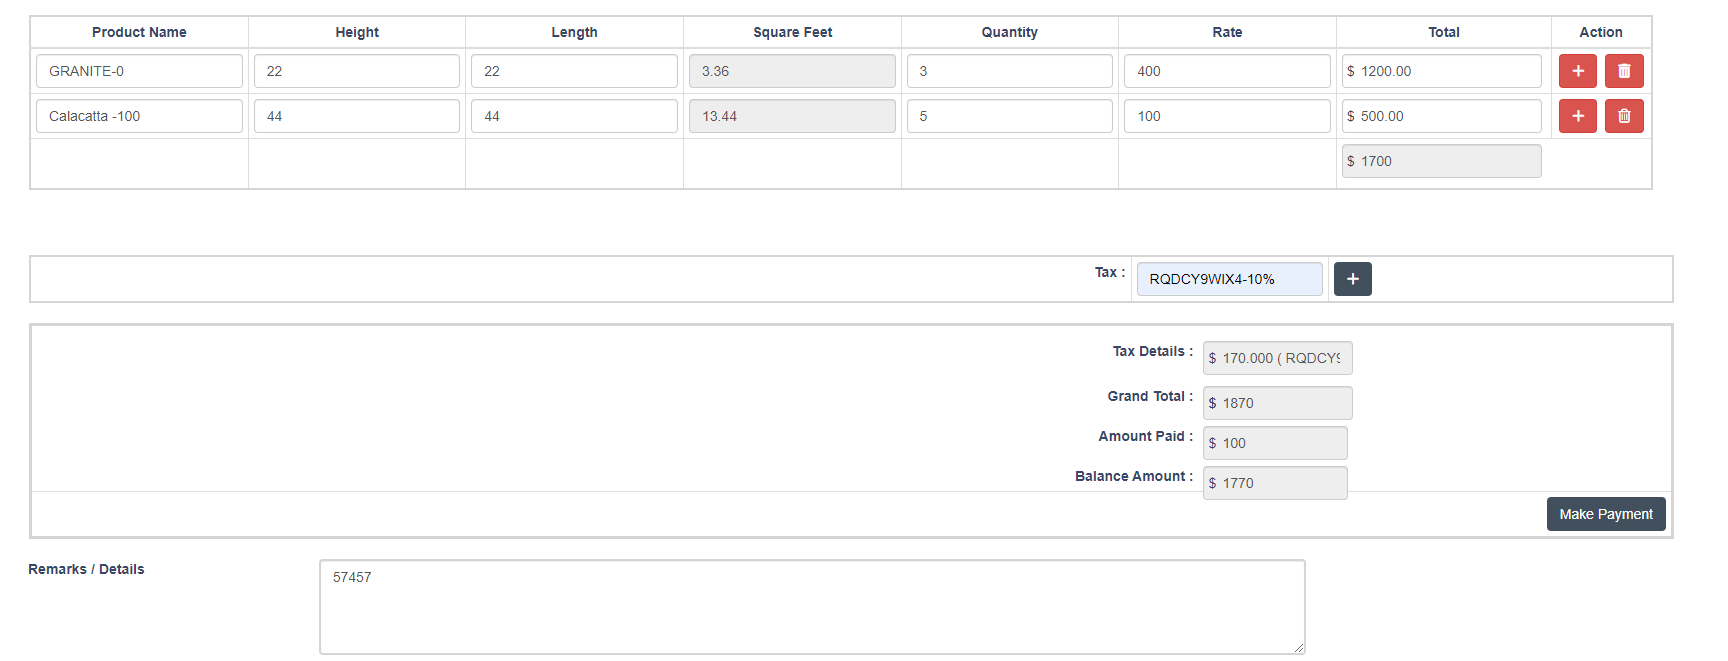 Product Name Height Length Square Feet Quantity Rate Total Action
GRANITE-0 22 22 3.36 3 400 $ 1200.00
Calacatta -100 44 44 13.44 5 100 $ 500.00
$ 1700
Tax : RQDCY9WIX4-10%
Tax Details : $ 170.000 ( RQDCY9
Grand Total : $ 1870
Amount Paid : $ 100
Balance Amount : $ 1770
Make Payment
Remarks / Details 57457